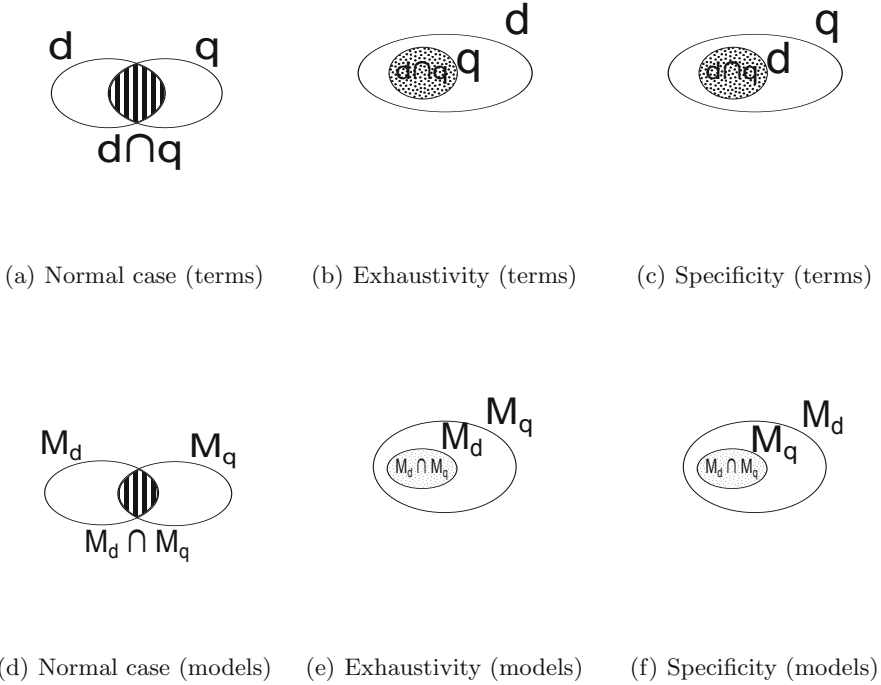 d q d∩q
d d∩q q
q d∩q d
(a) Normal case (terms) (b) Exhaustivity (terms) (c) Specificity (terms)
M_d M_q M_d ∩ M_q
M_q M_d M_d ∩ M_q
M_d M_q M_d ∩ M_q
(d) Normal case (models) (e) Exhaustivity (models) (f) Specificity (models)